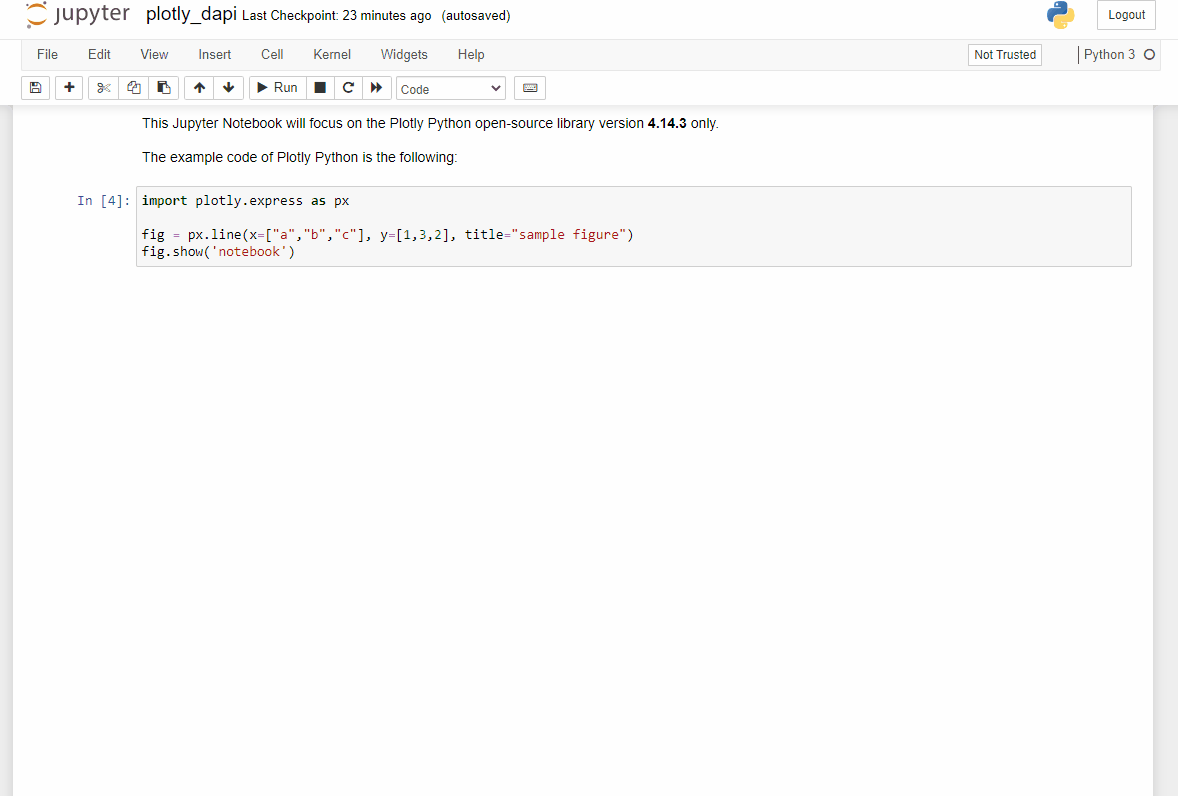 jupyter plotly_dapi Last Checkpoint: 23 minutes ago (autosaved) Logout
File Edit View Insert Cell Kernel Widgets Help Not Trusted Python 3
Run Code
This Jupyter Notebook will focus on the Plotly Python open-source library version 4.14.3 only.
The example code of Plotly Python is the following:
In [4]: import plotly.express as px
fig = px.line(x=["a","b","c"], y=[1,3,2], title="sample figure")
fig.show('notebook')